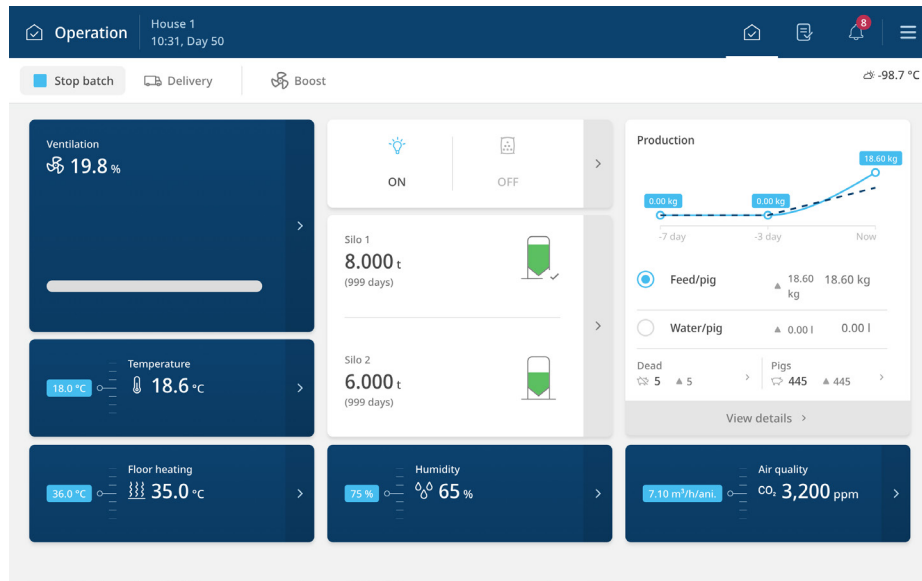 Operation
House 1
10:31, Day 50
8
Stop batch
Delivery
Boost
-98.7 °C
Ventilation
19.8 %
ON
OFF
Silo 1
8.000 t
(999 days)
Silo 2
6.000 t
(999 days)
Production
18.60 kg
0.00 kg
0.00 kg
-7 day
-3 day
Now
Feed/pig
▲ 18.60 kg
18.60 kg
Water/pig
▲ 0.00 l
0.00 l
Dead
5 ▲ 5
Pigs
445 ▲ 445
View details
Temperature
18.0 °C
18.6 °C
Floor heating
36.0 °C
35.0 °C
Humidity
75 %
65 %
Air quality
7.10 m³/h/ani.
CO₂ 3,200 ppm